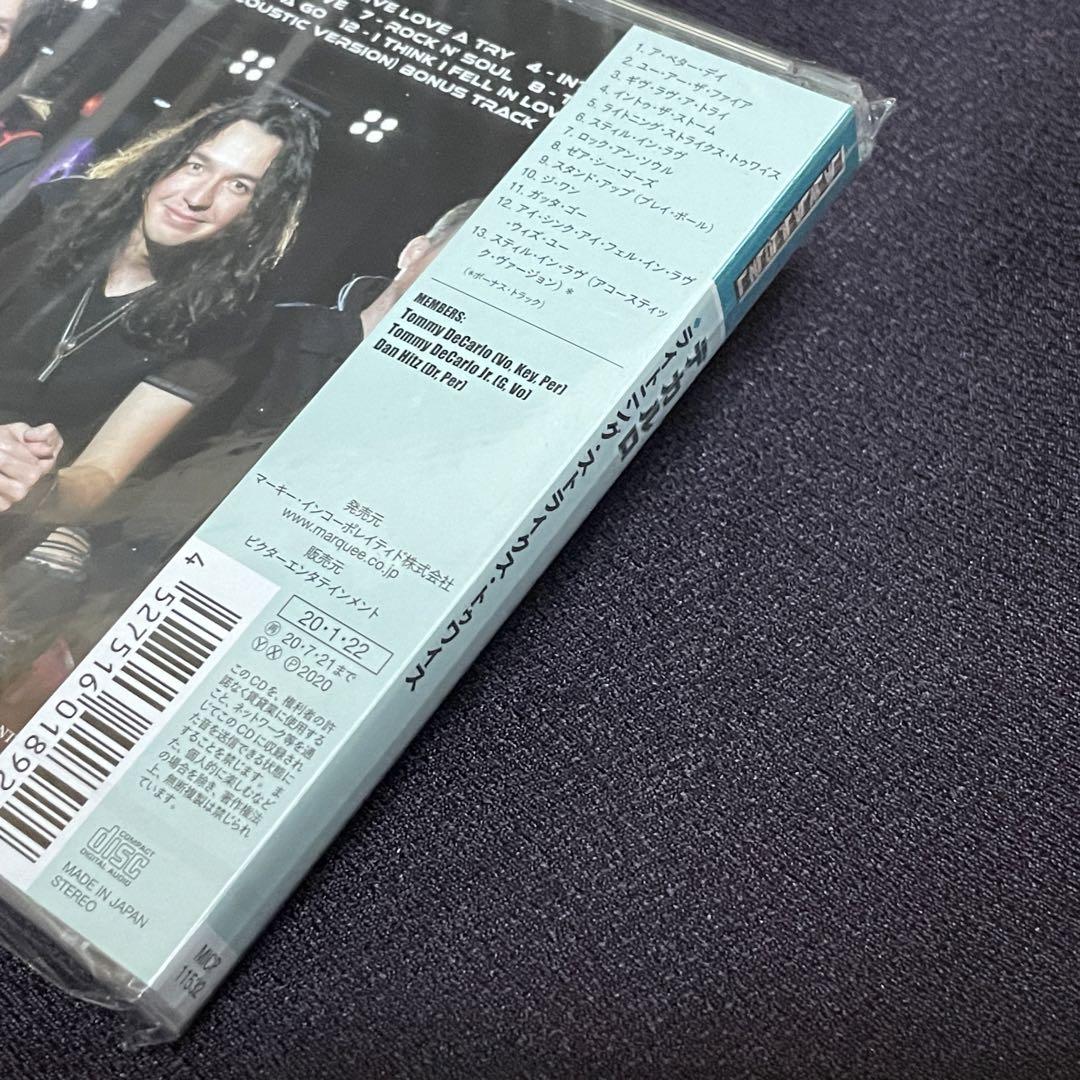 IVE LOVE A TRY 4 - INT
VE 7 - ROCK N' SOUL 8 - T
A GO 12 - I THINK I FELL IN LOV
COUSTIC VERSION) BONUS TRACK
1. ア・ベター・デイ
2. ユー・アー・ザ・ファイア
3. ギヴ・ラヴ・ア・トライ
4. イントゥ・ザ・ストーム
5. ライトニング・ストライクス・トゥワイス
6. スティル・イン・ラヴ
7. ロック・アン・ソウル
8. ゼア・シー・ゴーズ
9. スタンド・アップ (プレイ・ボール)
10. ジ・ワン
11. ガッタ・ゴー
12. アイ・シンク・アイ・フェル・イン・ラヴ
・ウィズ・ユー
13. スティル・イン・ラヴ (アコースティッ
ク・ヴァージョン) *
(*ボーナス・トラック)
MEMBERS:
Tommy DeCarlo (Vo, Key, Per)
Tommy DeCarlo Jr. (G, Vo)
Dan Hitz (Dr, Per)
発売元
マーキー・インコーポレイティド株式会社
www.marquee.co.jp
販売元
ビクターエンタテインメント
20・1・22
再 20・7・21まで
Ⓨ Ⓧ Ⓟ2020
このCDを、権利者の許
諾なく賃貸業に使用する
こと、ネットワーク等を通
じてこのCDに収録され
た音を送信できる状態に
することを禁じます。ま
た、個人的に楽しむなど
の場合を除き、著作権法
上、無断複製は禁じられ
ています。
4 527516 018924
COMPACT
disc
DIGITAL AUDIO
MADE IN JAPAN
STEREO
デカルロ
ライトニング・ストライクス・トゥワイス
MICP
11532